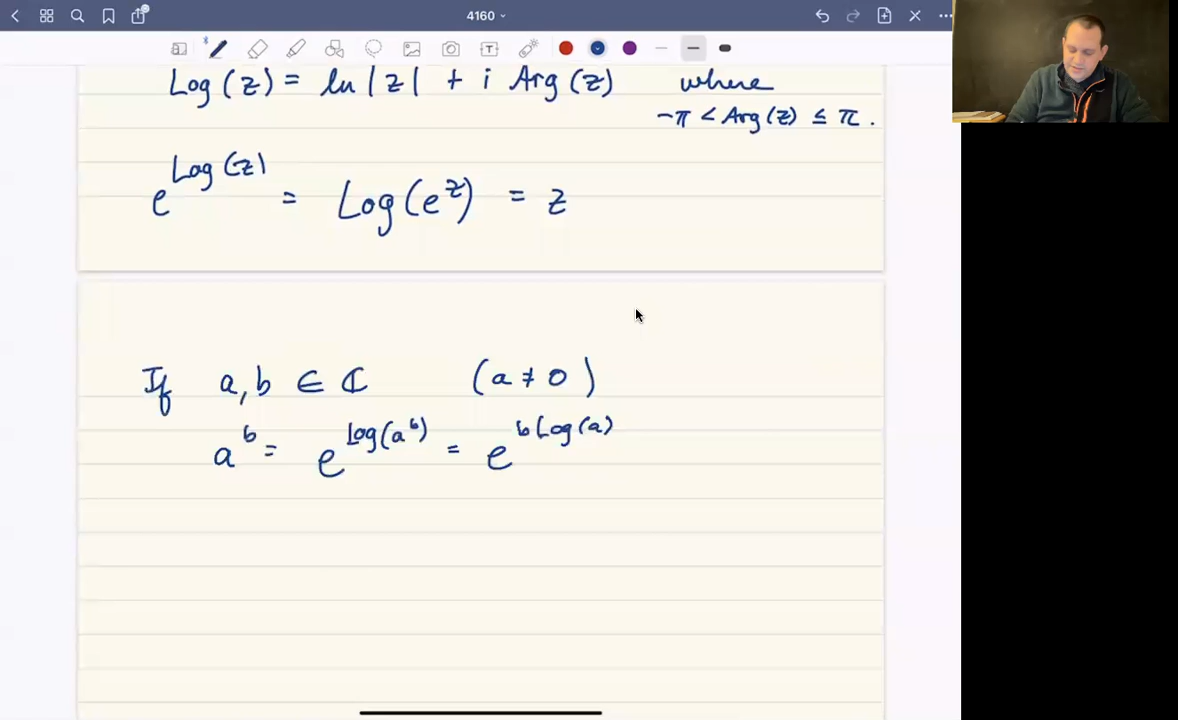 4160
Log(z) = ln|z| + i Arg(z) where
-π < Arg(z) ≤ π.
e^{Log(z)} = Log(e^z) = z
If a, b ∈ ℂ (a ≠ 0)
a^b = e^{Log(a^b)} = e^{b Log(a)}